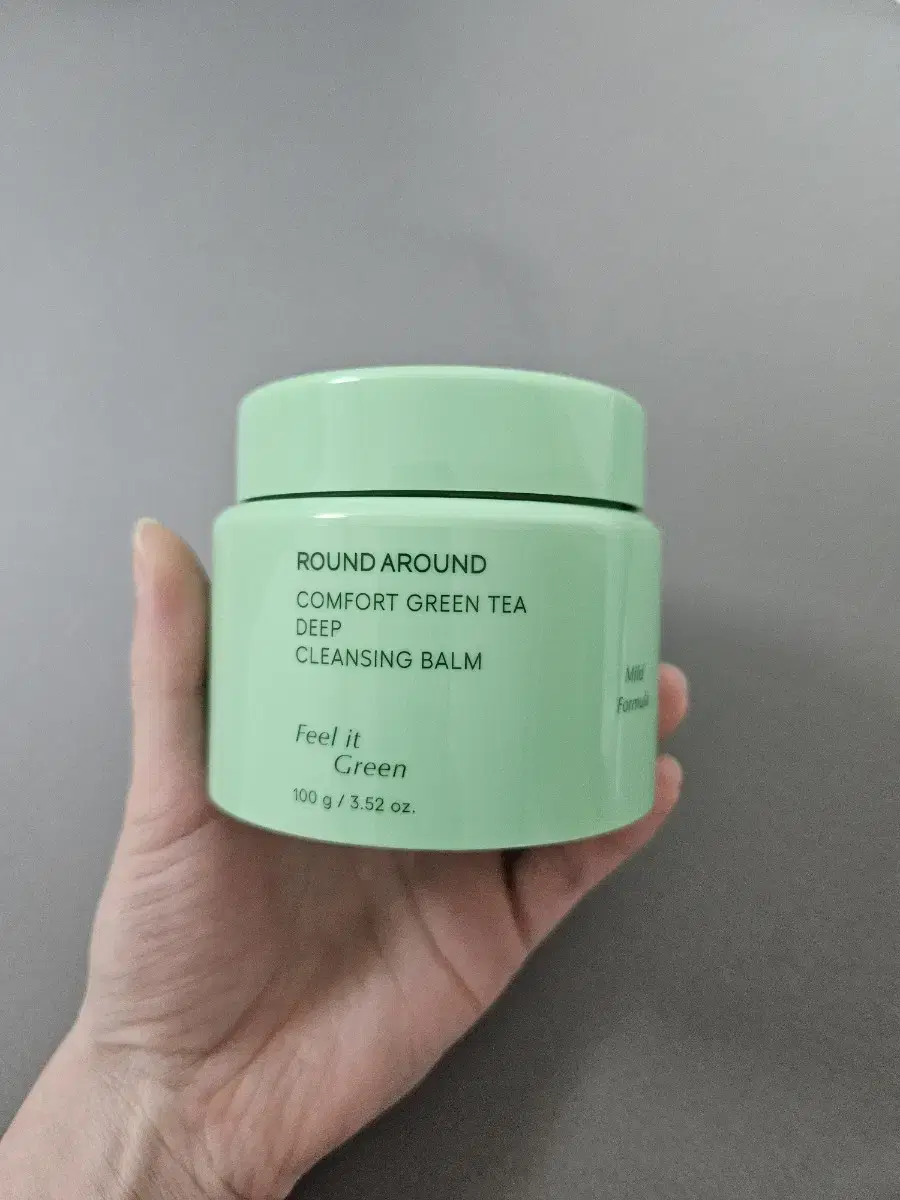 ROUND AROUND
COMFORT GREEN TEA
DEEP
CLEANSING BALM
Feel it
Green
100 g / 3.52 oz.
Mild
Formula